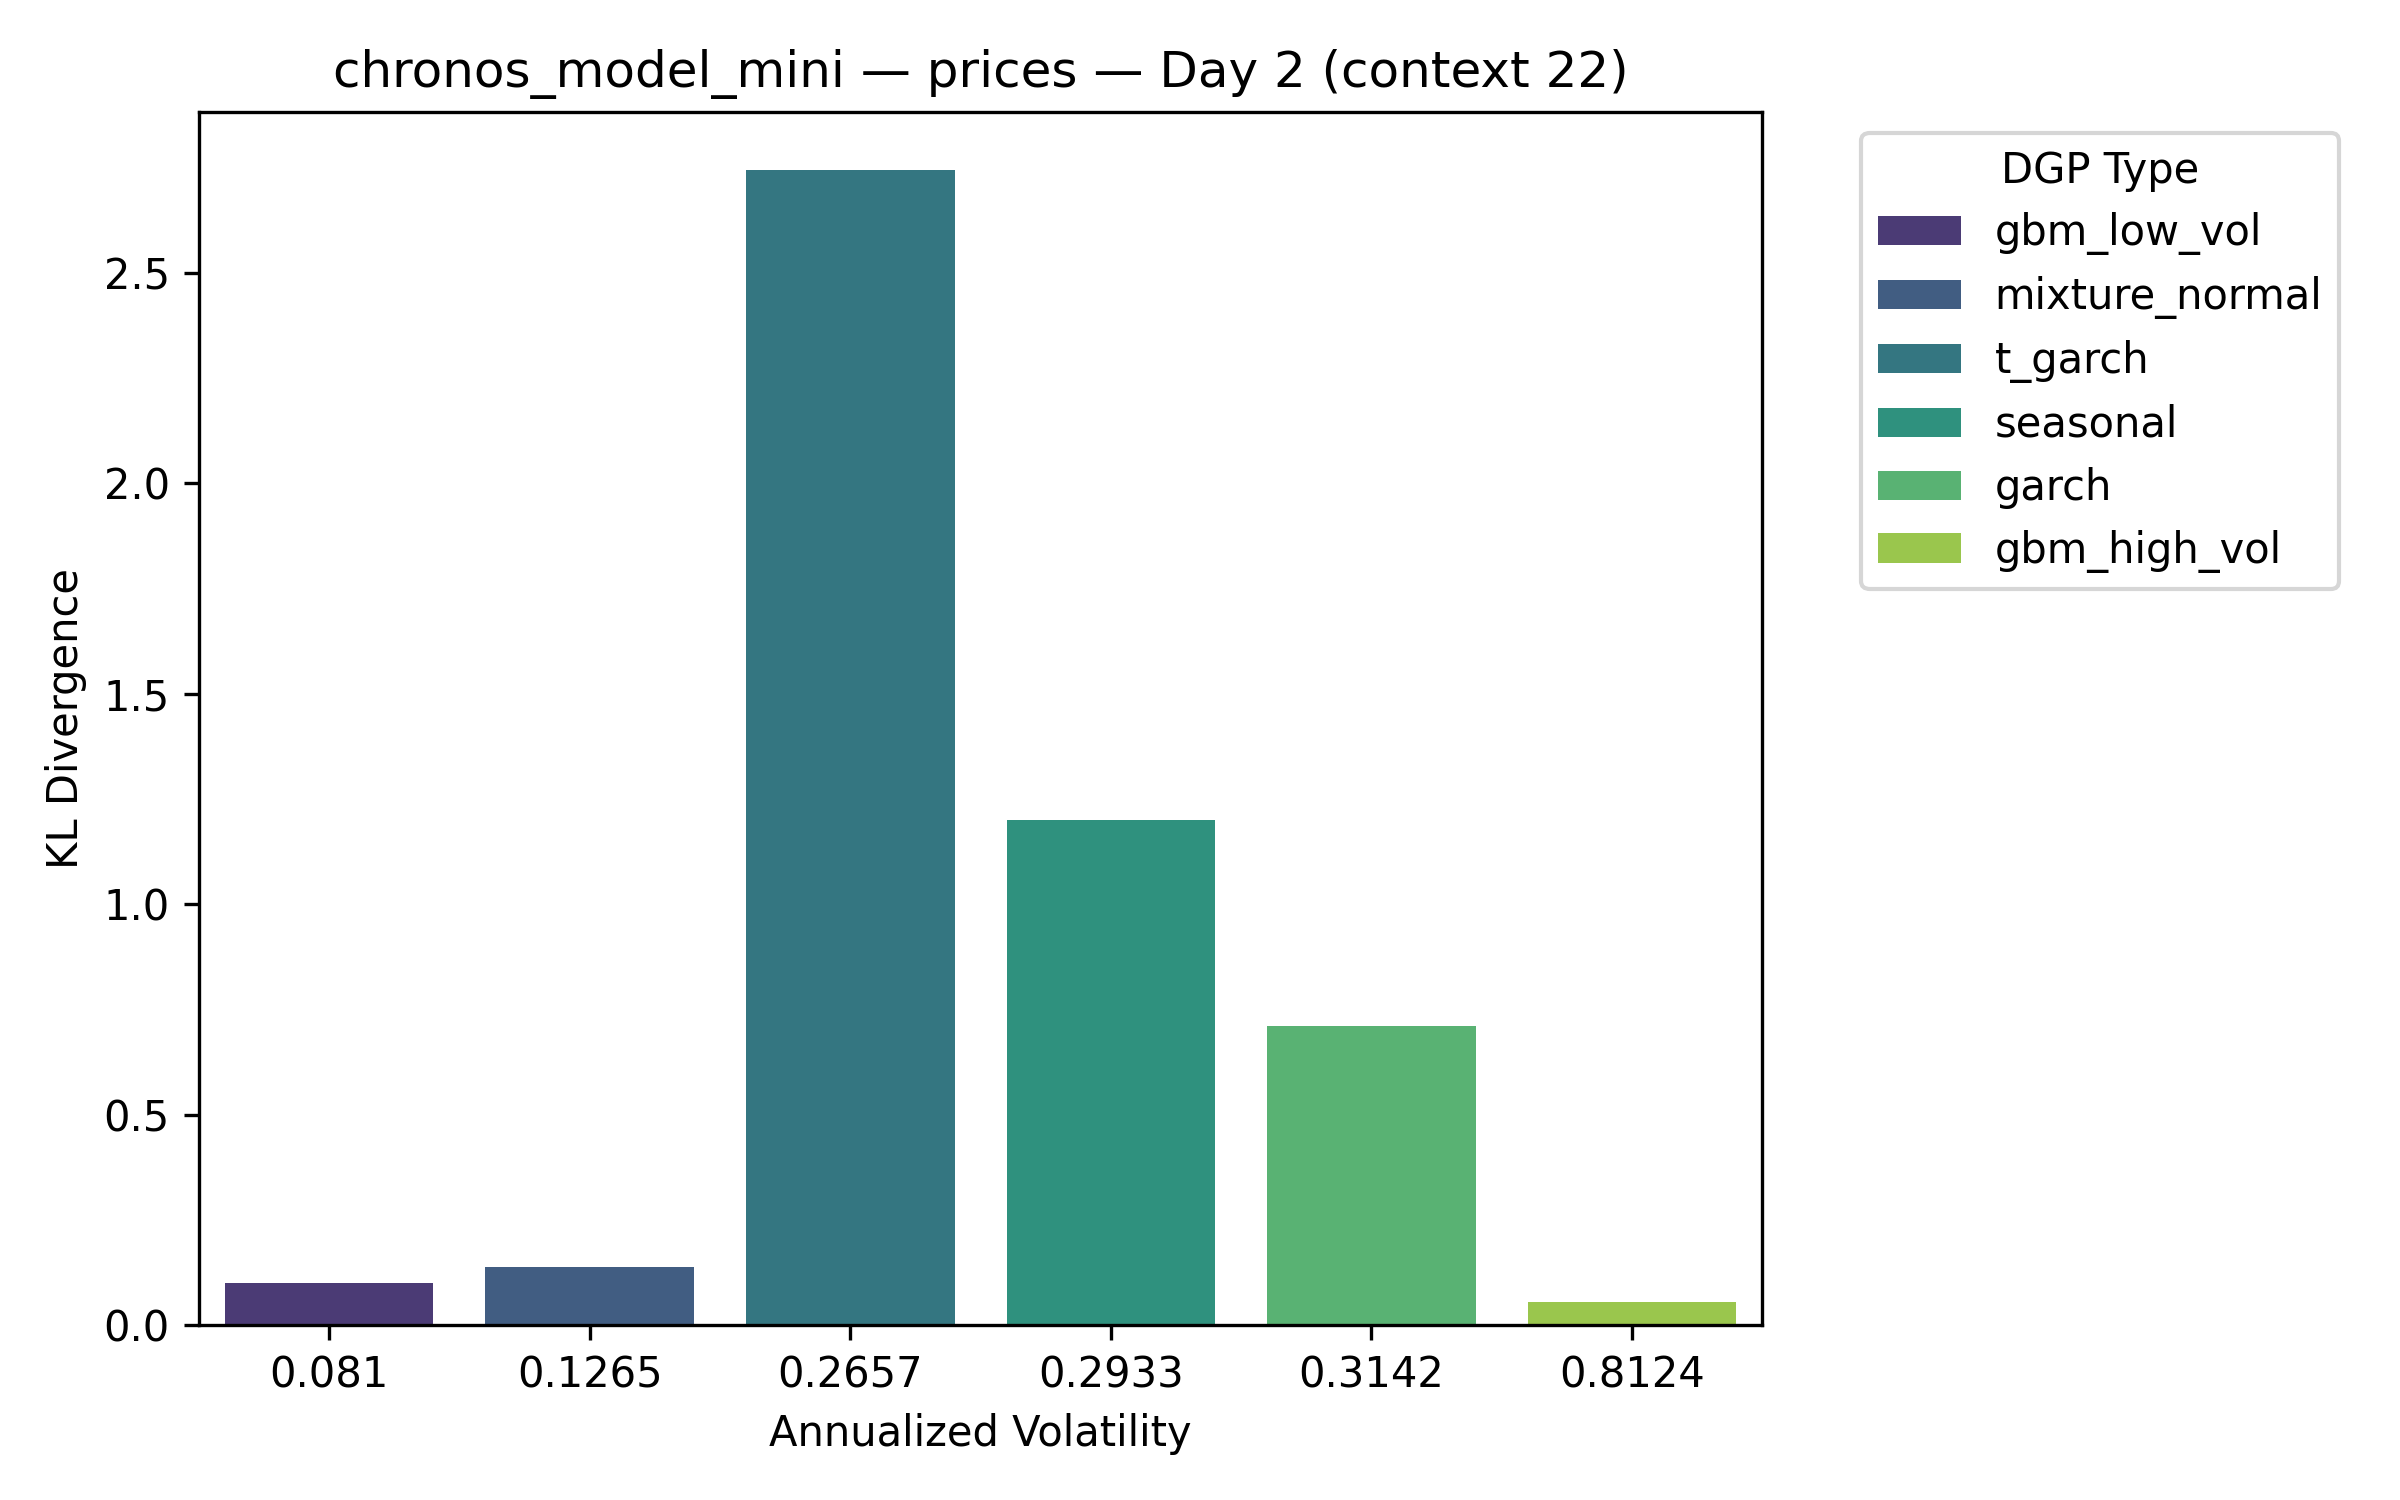 chronos_model_mini — prices — Day 2 (context 22)
KL Divergence
2.5
2.0
1.5
1.0
0.5
0.0
0.081 0.1265 0.2657 0.2933 0.3142 0.8124
Annualized Volatility
DGP Type
gbm_low_vol
mixture_normal
t_garch
seasonal
garch
gbm_high_vol